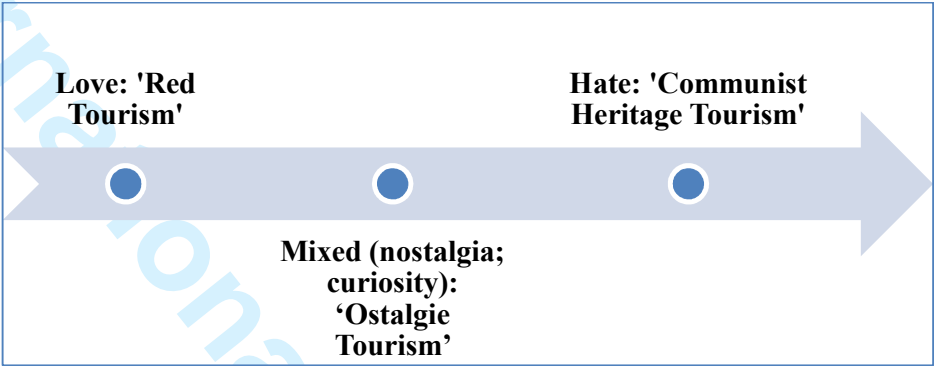 Love: 'Red
Tourism'
Hate: 'Communist
Heritage Tourism'
Mixed (nostalgia;
curiosity):
‘Ostalgie
Tourism’